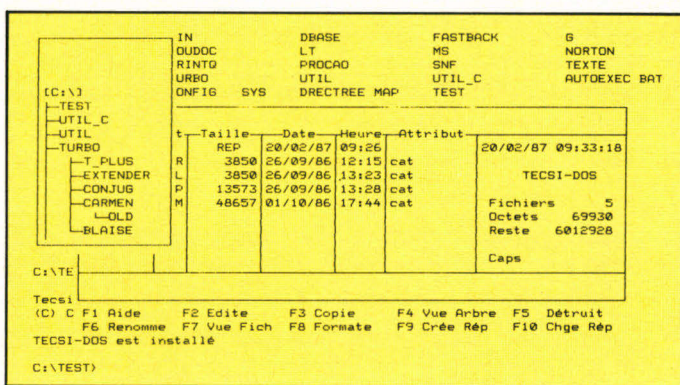 IN DBASE FASTBACK G
OUDOC LT MS NORTON
RINTQ PROCAO SNF TEXTE
URBO UTIL UTIL_C AUTOEXEC BAT
[C:\] ONFIG SYS DRECTREE MAP TEST
TEST
UTIL_C
UTIL t Taille Date Heure Attribut
TURBO REP 20/02/87 09:26 20/02/87 09:33:18
T_PLUS R 3850 26/09/86 12:15 cat
EXTENDER L 3850 26/09/86 13:23 cat TECSI-DOS
CONJUG P 13573 26/09/86 13:28 cat
CARMEN M 48657 01/10/86 17:44 cat Fichiers 5
OLD Octets 69930
BLAISE Reste 6012928
Caps
C:\TE
Tecsi
(C) C F1 Aide F2 Edite F3 Copie F4 Vue Arbre F5 Détruit
F6 Renomme F7 Vue Fich F8 Formate F9 Crée Rép F10 Chge Rép
TECSI-DOS est installé
C:\TEST>